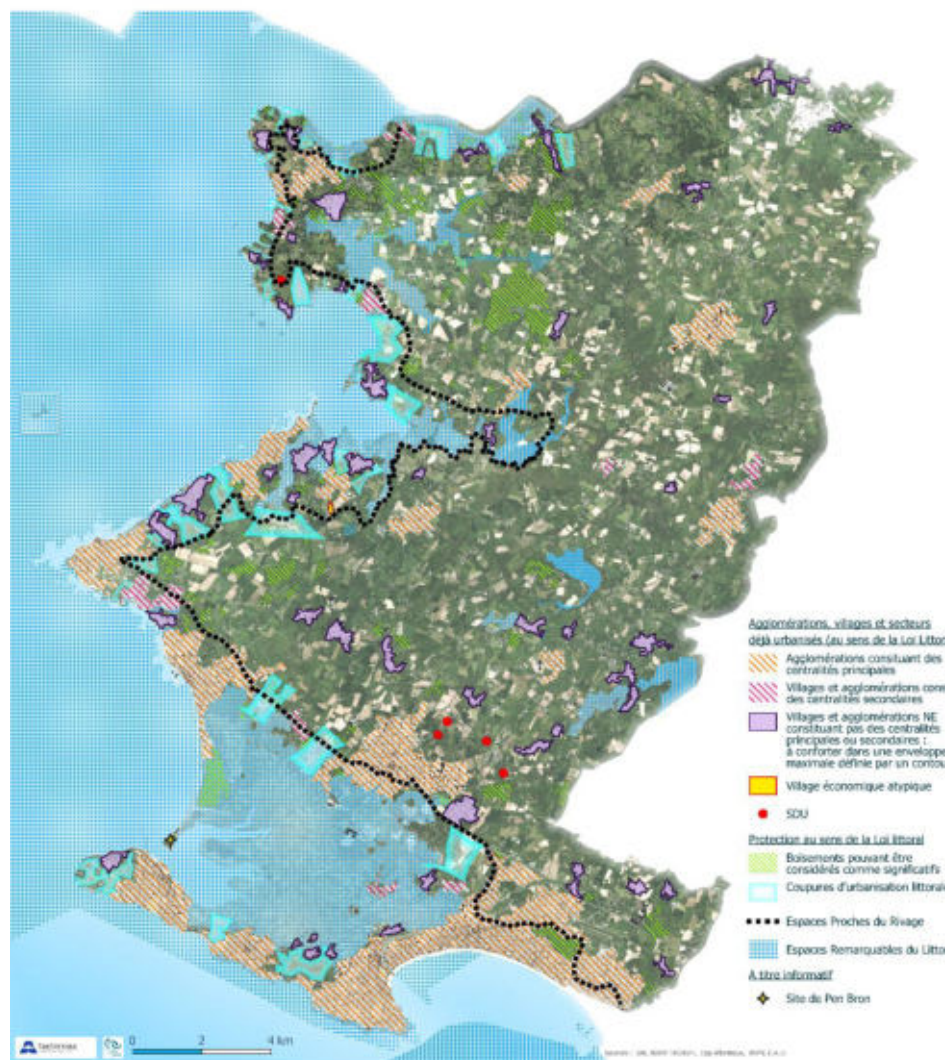 Agglomérations, villages et secteurs
déjà urbanisés (au sens de la Loi Littor
Agglomérations consituant des
centralités principales
Villages et agglomérations cons
des centralités secondaires
Villages et agglomérations NE
constituant pas des centralités
principales ou secondaires :
à conforter dans une enveloppe
maximale définie par un contou
Village économique atypique
SDU
Protection au sens de la Loi littoral
Boisements pouvant être
considérés comme significatifs
Coupures d'urbanisation littorale
Espaces Proches du Rivage
Espaces Remarquables du Litto
A titre informatif
Site de Pen Bron
0 2 4 km